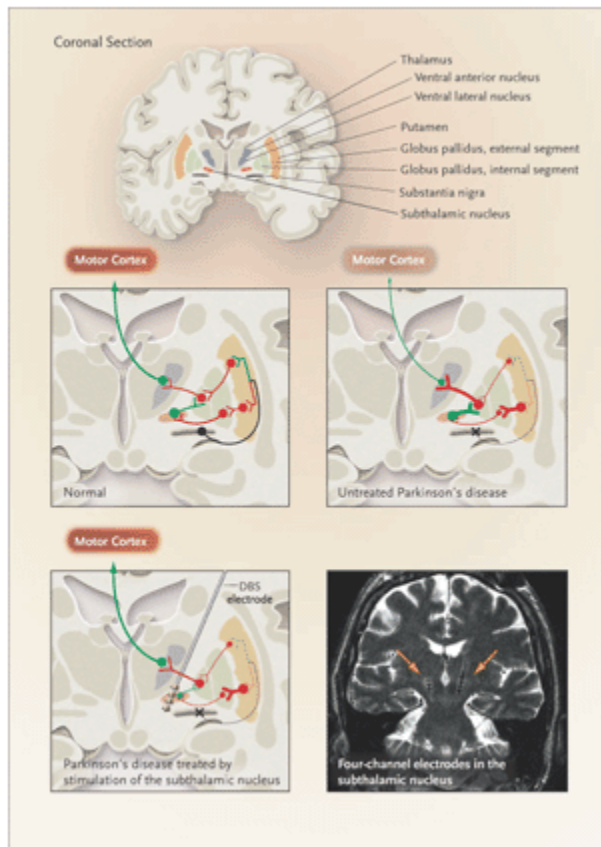 Coronal Section
Thalamus
Ventral anterior nucleus
Ventral lateral nucleus
Putamen
Globus pallidus, external segment
Globus pallidus, internal segment
Substantia nigra
Subthalamic nucleus
Motor Cortex
Motor Cortex
Normal
Untreated Parkinson's disease
Motor Cortex
DBS
electrode
Parkinson's disease treated by
stimulation of the subthalamic nucleus
Four-channel electrodes in the
subthalamic nucleus